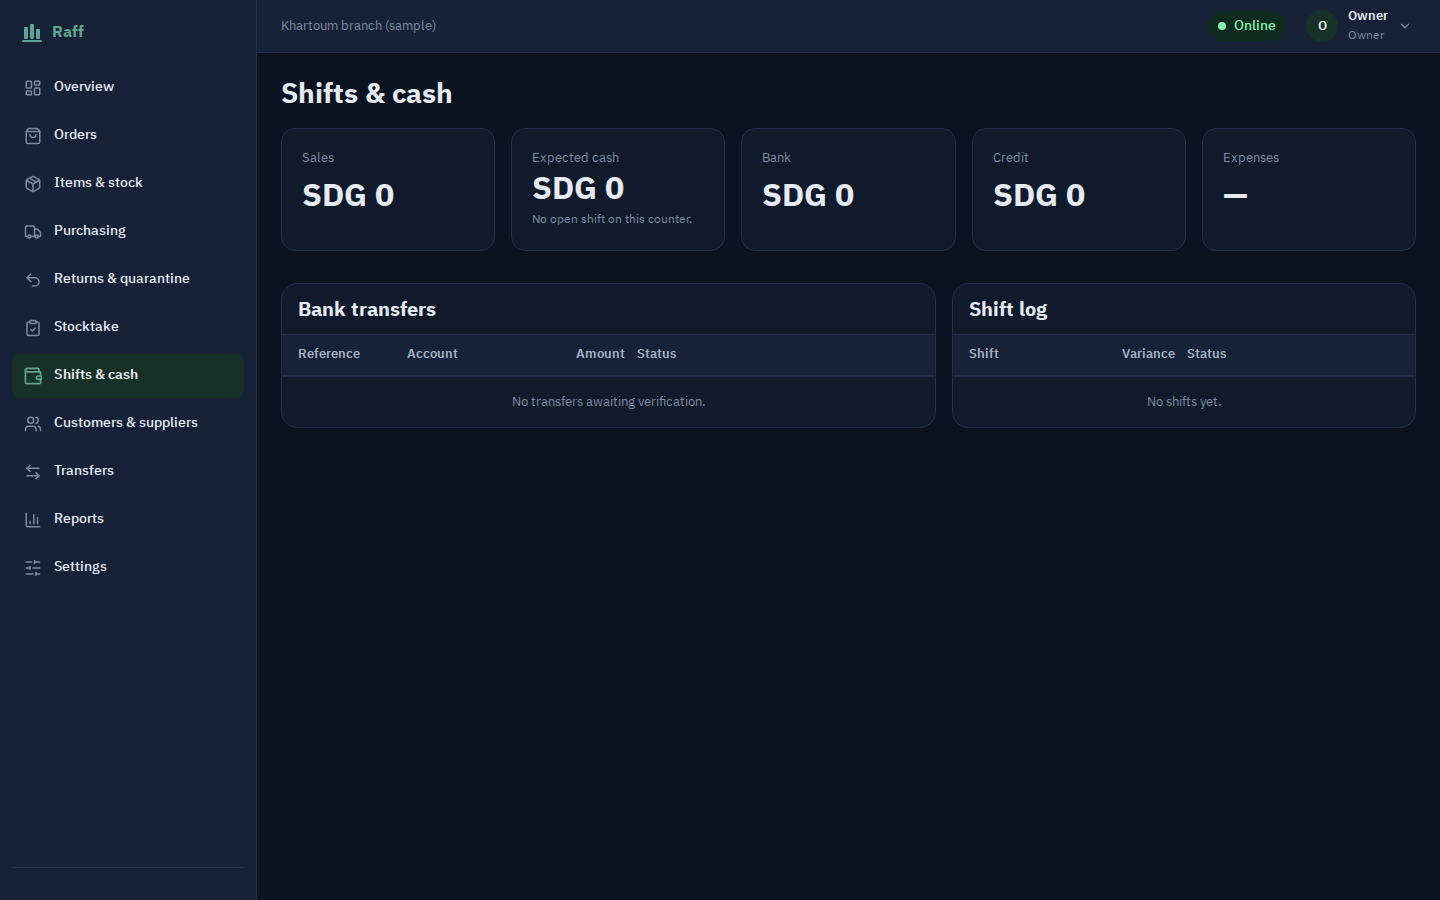 Raff
Khartoum branch (sample)
Online
O
Owner
Owner
Overview
Orders
Items & stock
Purchasing
Returns & quarantine
Stocktake
Shifts & cash
Customers & suppliers
Transfers
Reports
Settings
Shifts & cash
Sales
SDG 0
Expected cash
SDG 0
No open shift on this counter.
Bank
SDG 0
Credit
SDG 0
Expenses
—
Bank transfers
Reference Account Amount Status
No transfers awaiting verification.
Shift log
Shift Variance Status
No shifts yet.